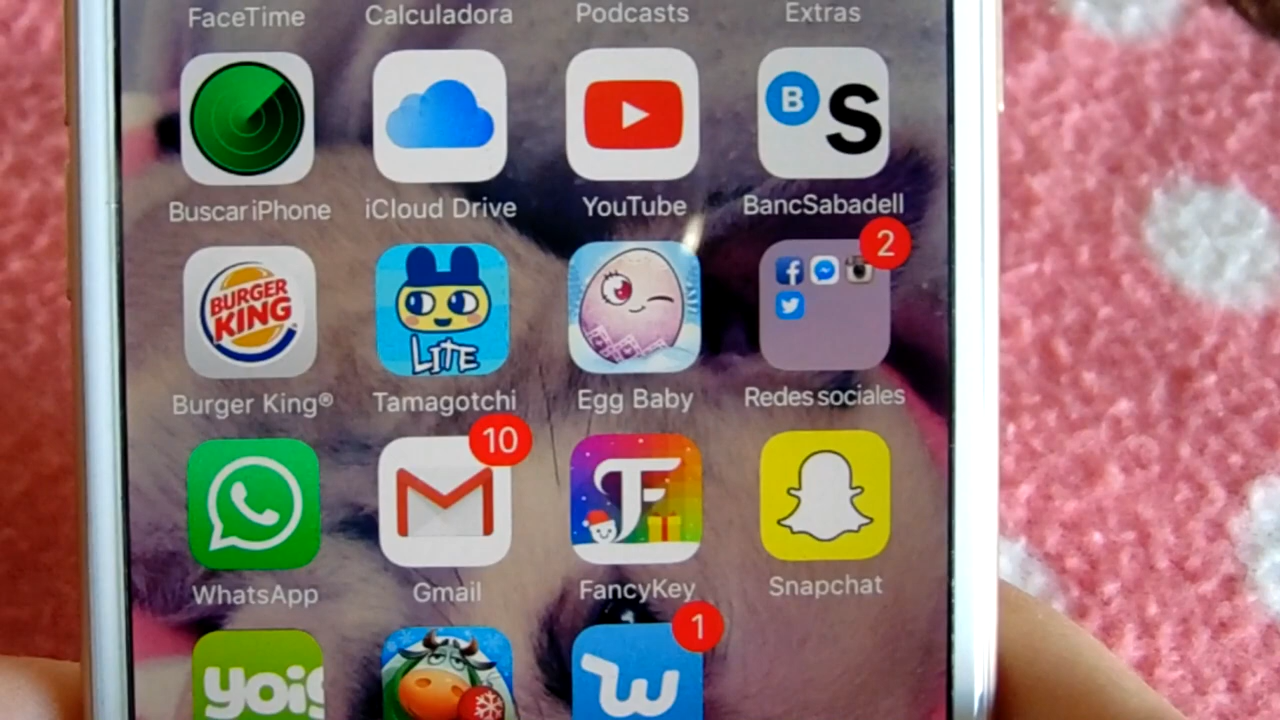 FaceTime
Calculadora
Podcasts
Extras
B S
Buscar iPhone
iCloud Drive
YouTube
BancSabadell
BURGER
KING
LITE
2
Burger King®
Tamagotchi
Egg Baby
Redes sociales
10
F
WhatsApp
Gmail
FancyKey
Snapchat
yoigo
1